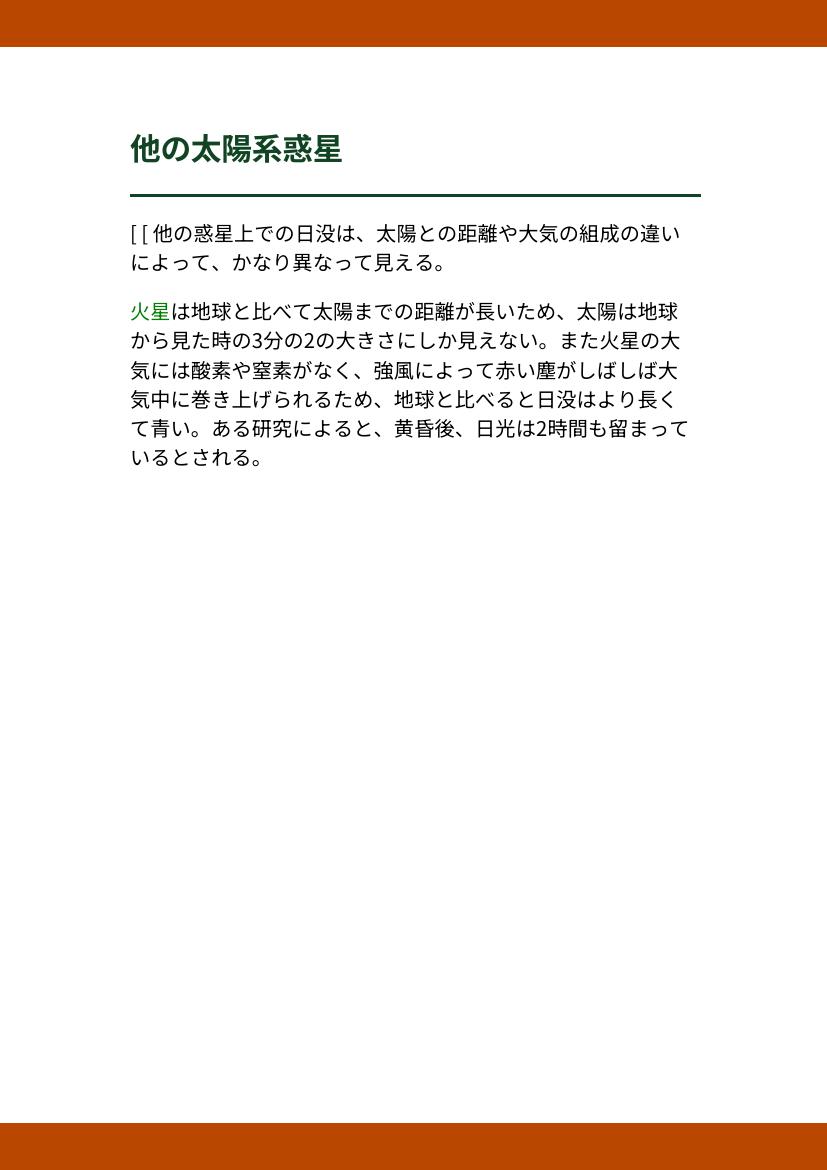 他の太陽系惑星
[ [ 他の惑星上での日没は、太陽との距離や大気の組成の違い
によって、かなり異なって見える。
火星は地球と比べて太陽までの距離が長いため、太陽は地球
から見た時の3分の2の大きさにしか見えない。また火星の大
気には酸素や窒素がなく、強風によって赤い塵がしばしば大
気中に巻き上げられるため、地球と比べると日没はより長く
て青い。ある研究によると、黄昏後、日光は2時間も留まって
いるとされる。